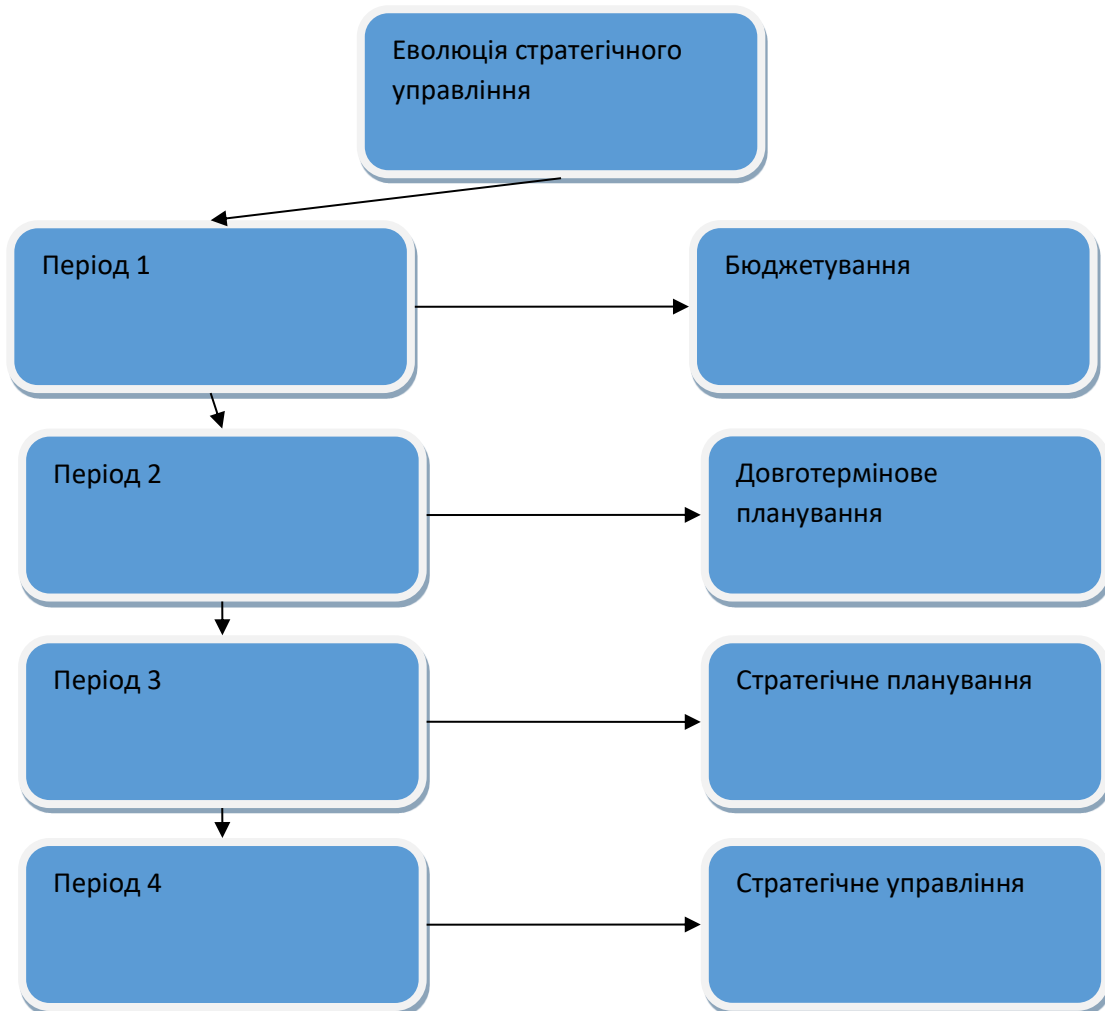 Еволюція стратегічного
управління
Період 1
Бюджетування
Період 2
Довготермінове
планування
Період 3
Стратегічне планування
Період 4
Стратегічне управління